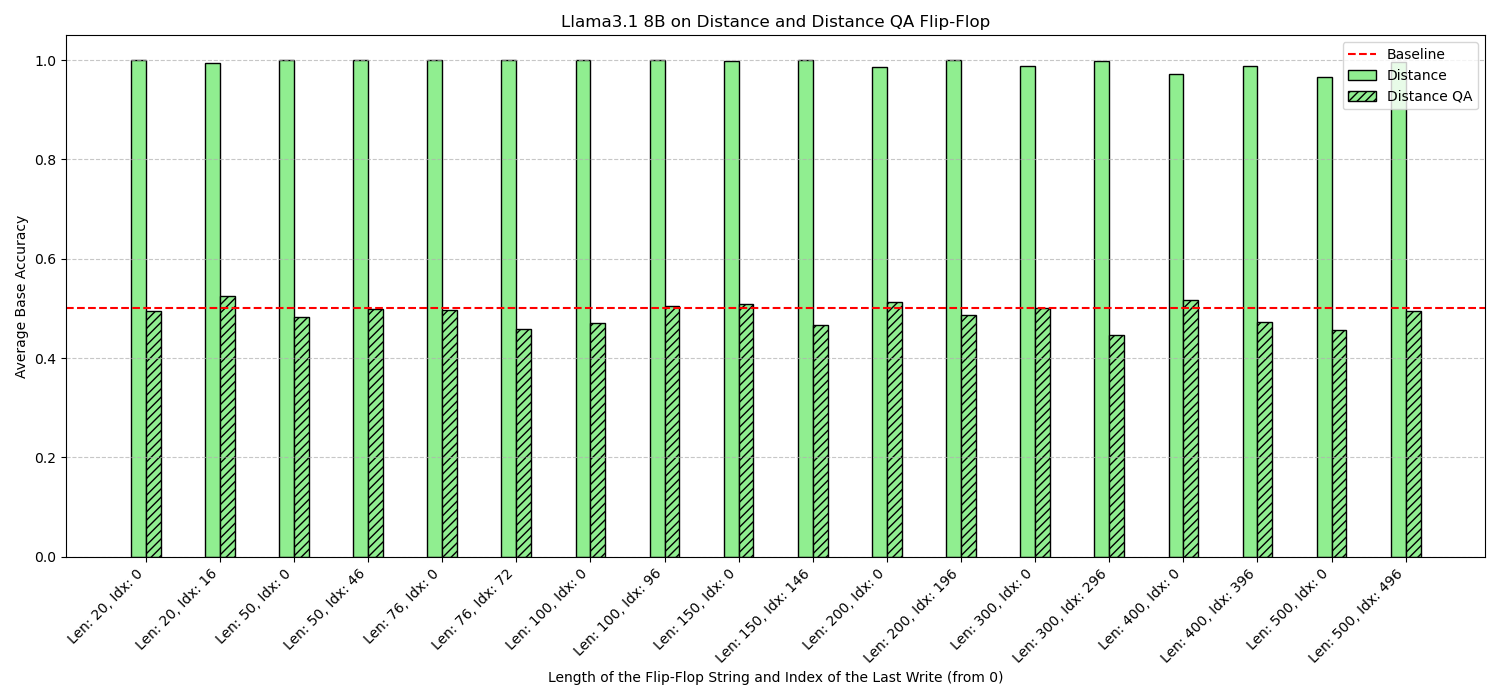 Llama3.1 8B on Distance and Distance QA Flip-Flop
Baseline
Distance
Distance QA
Average Base Accuracy
1.0
0.8
0.6
0.4
0.2
0.0
Len: 20, Idx: 0
Len: 20, Idx: 16
Len: 50, Idx: 0
Len: 50, Idx: 46
Len: 76, Idx: 0
Len: 76, Idx: 72
Len: 100, Idx: 0
Len: 100, Idx: 96
Len: 150, Idx: 0
Len: 150, Idx: 146
Len: 200, Idx: 0
Len: 200, Idx: 196
Len: 300, Idx: 0
Len: 300, Idx: 296
Len: 400, Idx: 0
Len: 400, Idx: 396
Len: 500, Idx: 0
Len: 500, Idx: 496
Length of the Flip-Flop String and Index of the Last Write (from 0)